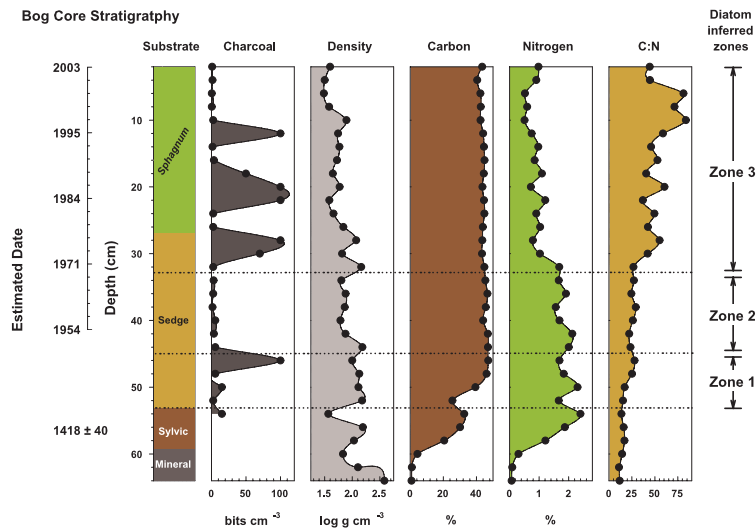 Bog Core Stratigraphy
Diatom
inferred
zones
Substrate Charcoal Density Carbon Nitrogen C:N
Estimated Date
2003
1995
1984
1971
1954
1418 ± 40
Depth (cm)
10
20
30
40
50
60
Sphagnum
Sedge
Sylvic
Mineral
Zone 3
Zone 2
Zone 1
0 50 100
1.5 2.0 2.5
0 20 40
0 1 2
0 25 50 75
bits cm -3
log g cm -3
%
%